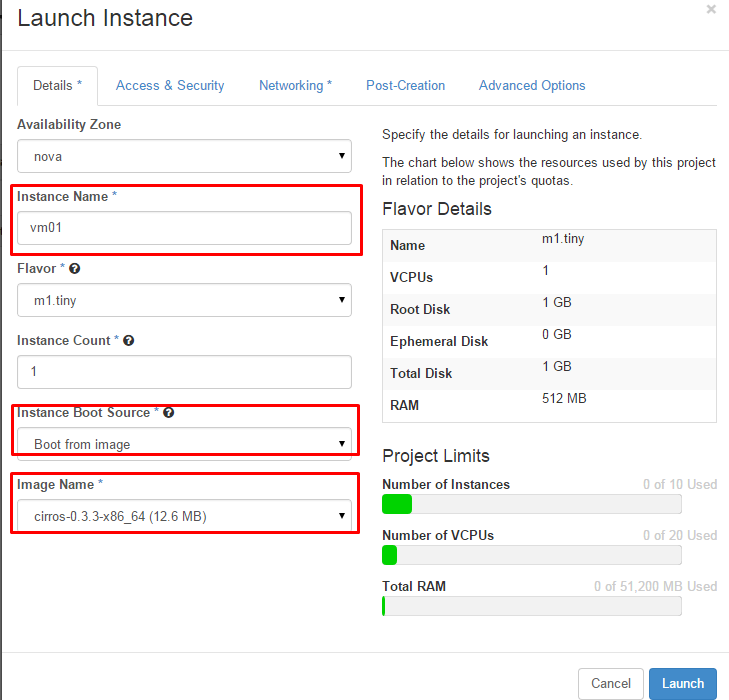 Launch Instance
×
Details *
Access & Security
Networking *
Post-Creation
Advanced Options
Availability Zone
nova
Instance Name *
vm01
Flavor *
m1.tiny
Instance Count *
1
Instance Boot Source *
Boot from image
Image Name *
cirros-0.3.3-x86_64 (12.6 MB)
Specify the details for launching an instance.
The chart below shows the resources used by this project
in relation to the project's quotas.
Flavor Details
Name m1.tiny
VCPUs 1
Root Disk 1 GB
Ephemeral Disk 0 GB
Total Disk 1 GB
RAM 512 MB
Project Limits
Number of Instances 0 of 10 Used
Number of VCPUs 0 of 20 Used
Total RAM 0 of 51,200 MB Used
Cancel
Launch